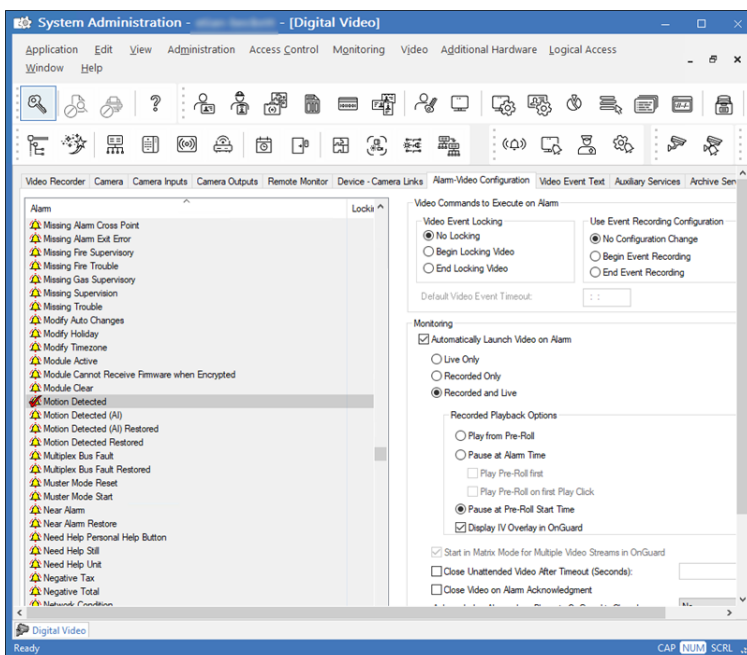 System Administration - - [Digital Video]
Application Edit View Administration Access Control Monitoring Video Additional Hardware Logical Access
Window Help
Video Recorder Camera Camera Inputs Camera Outputs Remote Monitor Device - Camera Links Alarm-Video Configuration Video Event Text Auxiliary Services Archive Ser
Alarm Lockin
Missing Alarm Cross Point
Missing Alarm Exit Error
Missing Fire Supervisory
Missing Fire Trouble
Missing Gas Supervisory
Missing Supervision
Missing Trouble
Modify Auto Changes
Modify Holiday
Modify Timezone
Module Active
Module Cannot Receive Firmware when Encrypted
Module Clear
Motion Detected
Motion Detected (AI)
Motion Detected (AI) Restored
Motion Detected Restored
Multiplex Bus Fault
Multiplex Bus Fault Restored
Muster Mode Reset
Muster Mode Start
Near Alarm
Near Alarm Restore
Need Help Personal Help Button
Need Help Still
Need Help Unit
Negative Tax
Negative Total
Network Condition
Video Commands to Execute on Alarm
Video Event Locking
No Locking
Begin Locking Video
End Locking Video
Use Event Recording Configuration
No Configuration Change
Begin Event Recording
End Event Recording
Default Video Event Timeout: : :
Monitoring
Automatically Launch Video on Alarm
Live Only
Recorded Only
Recorded and Live
Recorded Playback Options
Play from Pre-Roll
Pause at Alarm Time
Play Pre-Roll first
Play Pre-Roll on first Play Click
Pause at Pre-Roll Start Time
Display IV Overlay in OnGuard
Start in Matrix Mode for Multiple Video Streams in OnGuard
Close Unattended Video After Timeout (Seconds):
Close Video on Alarm Acknowledgment
Digital Video
Ready CAP NUM SCRL